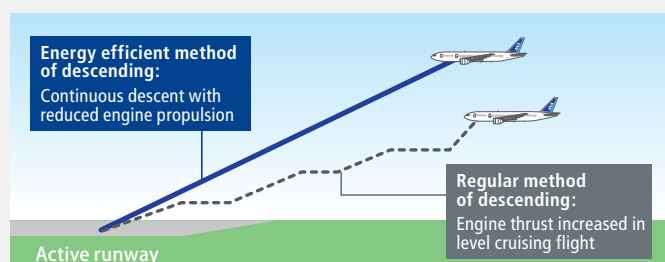 Energy efficient method
of descending:
Continuous descent with
reduced engine propulsion
Regular method
of descending:
Engine thrust increased in
level cruising flight
Active runway